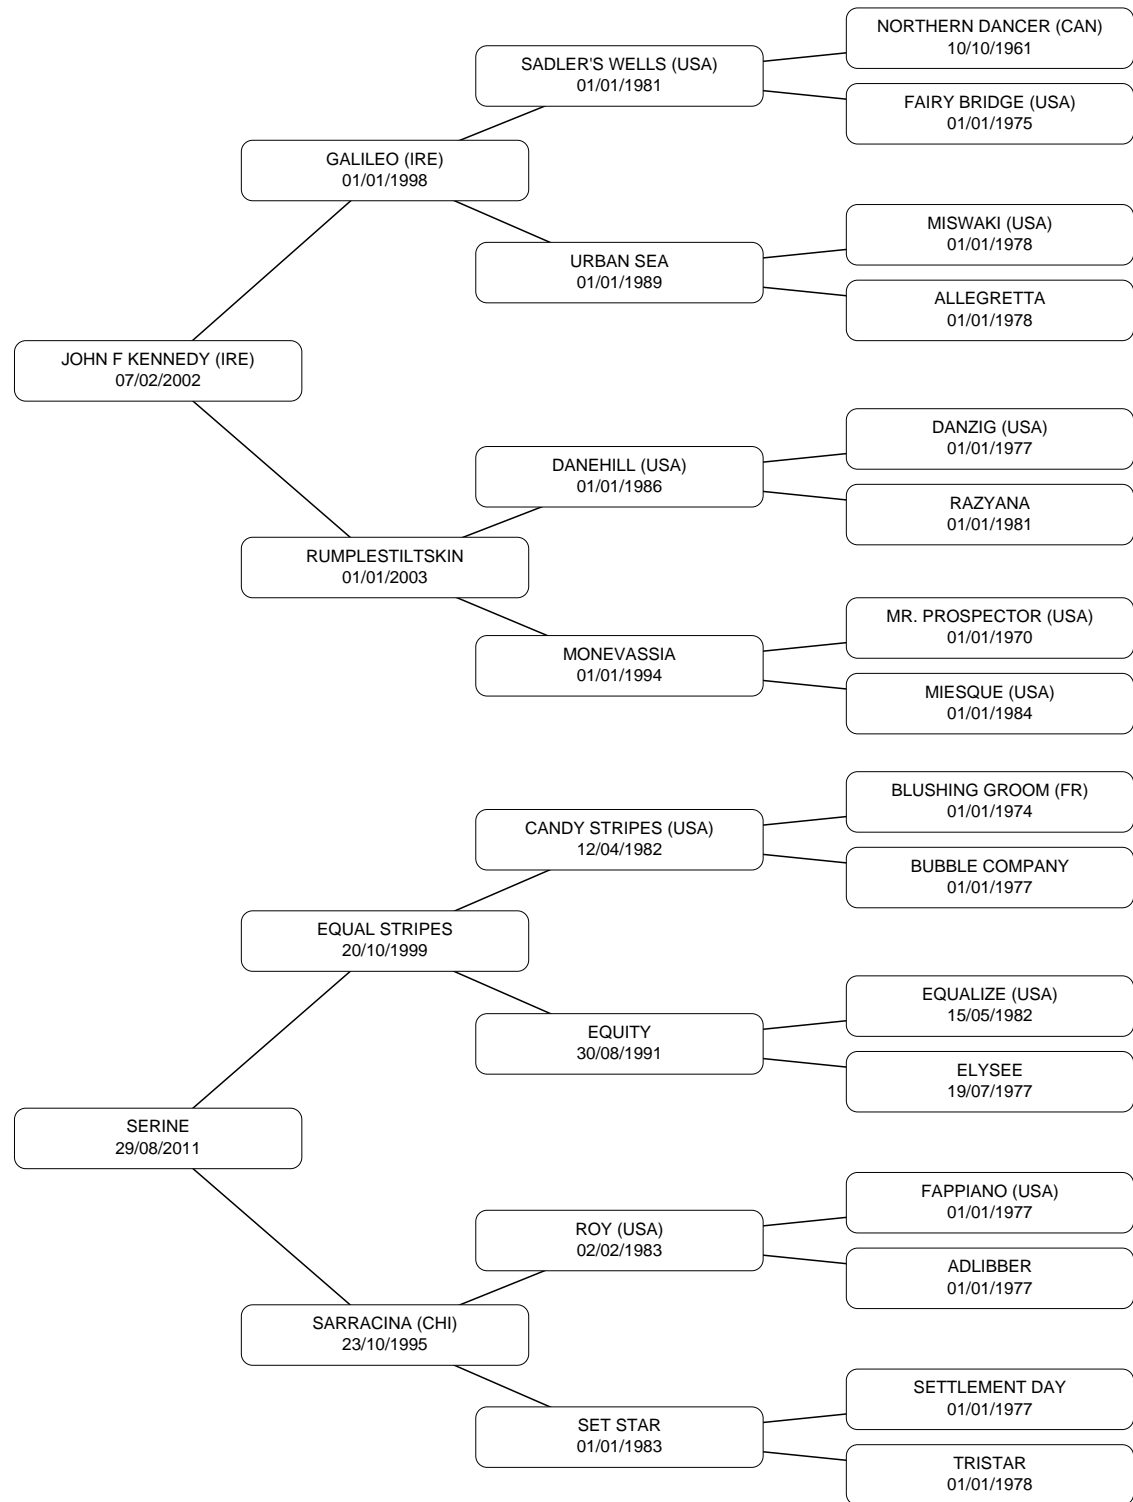 NORTHERN DANCER (CAN)
10/10/1961
SADLER'S WELLS (USA)
01/01/1981
FAIRY BRIDGE (USA)
01/01/1975
GALILEO (IRE)
01/01/1998
MISWAKI (USA)
01/01/1978
URBAN SEA
01/01/1989
ALLEGRETTA
01/01/1978
JOHN F KENNEDY (IRE)
07/02/2002
DANZIG (USA)
01/01/1977
DANEHILL (USA)
01/01/1986
RAZYANA
01/01/1981
RUMPLESTILTSKIN
01/01/2003
MR. PROSPECTOR (USA)
01/01/1970
MONEVASSIA
01/01/1994
MIESQUE (USA)
01/01/1984
BLUSHING GROOM (FR)
01/01/1974
CANDY STRIPES (USA)
12/04/1982
BUBBLE COMPANY
01/01/1977
EQUAL STRIPES
20/10/1999
EQUALIZE (USA)
15/05/1982
EQUITY
30/08/1991
ELYSEE
19/07/1977
SERINE
29/08/2011
FAPPIANO (USA)
01/01/1977
ROY (USA)
02/02/1983
ADLIBBER
01/01/1977
SARRACINA (CHI)
23/10/1995
SETTLEMENT DAY
01/01/1977
SET STAR
01/01/1983
TRISTAR
01/01/1978